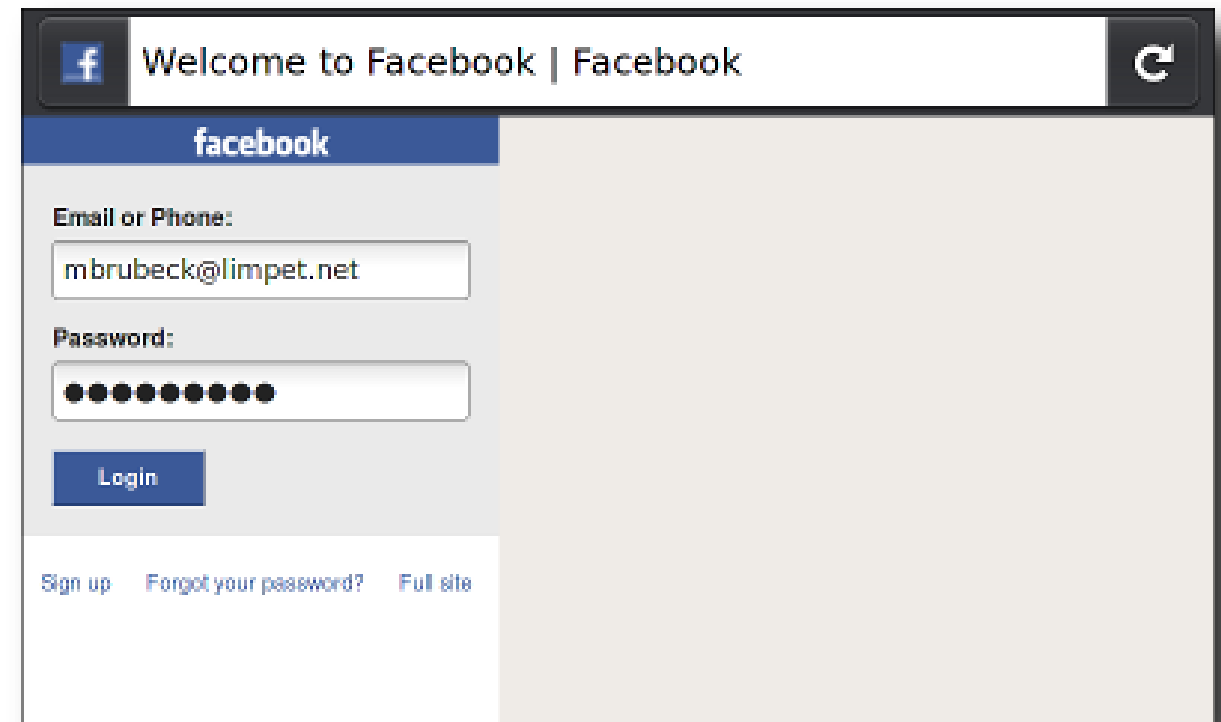 Welcome to Facebook | Facebook
facebook
Email or Phone:
mbrubeck@limpet.net
Password:
●●●●●●●●●
Login
Sign up Forgot your password? Full site